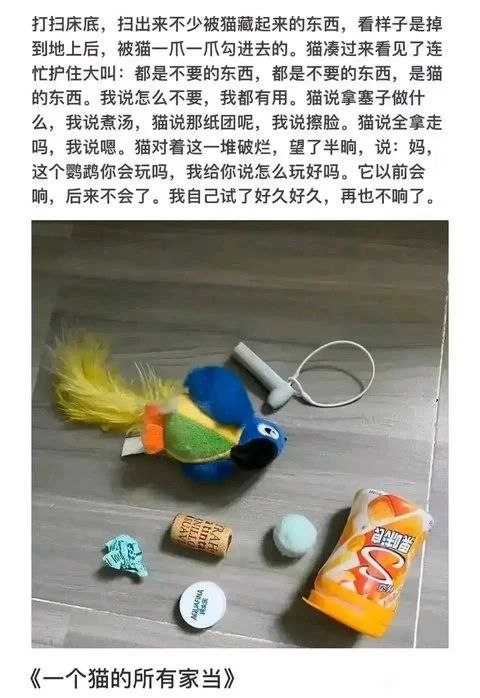 打扫床底，扫出来不少被猫藏起来的东西，看样子是掉
到地上后，被猫一爪一爪勾进去的。猫凑过来看见了连
忙护住大叫：都是不要的东西，都是不要的东西，是猫
的东西。我说怎么不要，我都有用。猫说拿塞子做什
么，我说煮汤，猫说那纸团呢，我说擦脸。猫说全拿走
吗，我说嗯。猫对着这一堆破烂，望了半晌，说：妈，
这个鹦鹉你会玩吗，我给你说怎么玩好吗。它以前会
响，后来不会了。我自己试了好久好久，再也不响了。
AQUAFINA
纯水乐
果缤纷
《一个猫的所有家当》